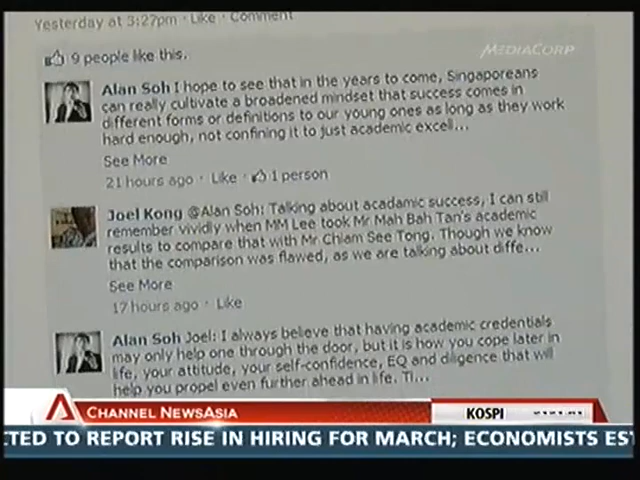 Yesterday at 3:27pm · Like · Comment
9 people like this.
MEDIACORP
Alan Soh I hope to see that in the years to come, Singaporeans
can really cultivate a broadened mindset that success comes in
different forms or definitions to our young ones as long as they work
hard enough, not confining it to just academic excell...
See More
21 hours ago · Like · 1 person
Joel Kong @Alan Soh: Talking about acadamic success, I can still
remember vividly when MM Lee took Mr Mah Bah Tan's academic
results to compare that with Mr Chiam See Tong. Though we know
that the comparison was flawed, as we are talking about diffe...
See More
17 hours ago · Like
Alan Soh Joel: I always believe that having academic credentials
may only help one through the door, but it is how you cope later in
life, your attitude, your self-confidence, EQ and diligence that will
help you propel even further ahead in life. TI...
CHANNEL NEWSASIA
KOSPI
CTED TO REPORT RISE IN HIRING FOR MARCH; ECONOMISTS EST